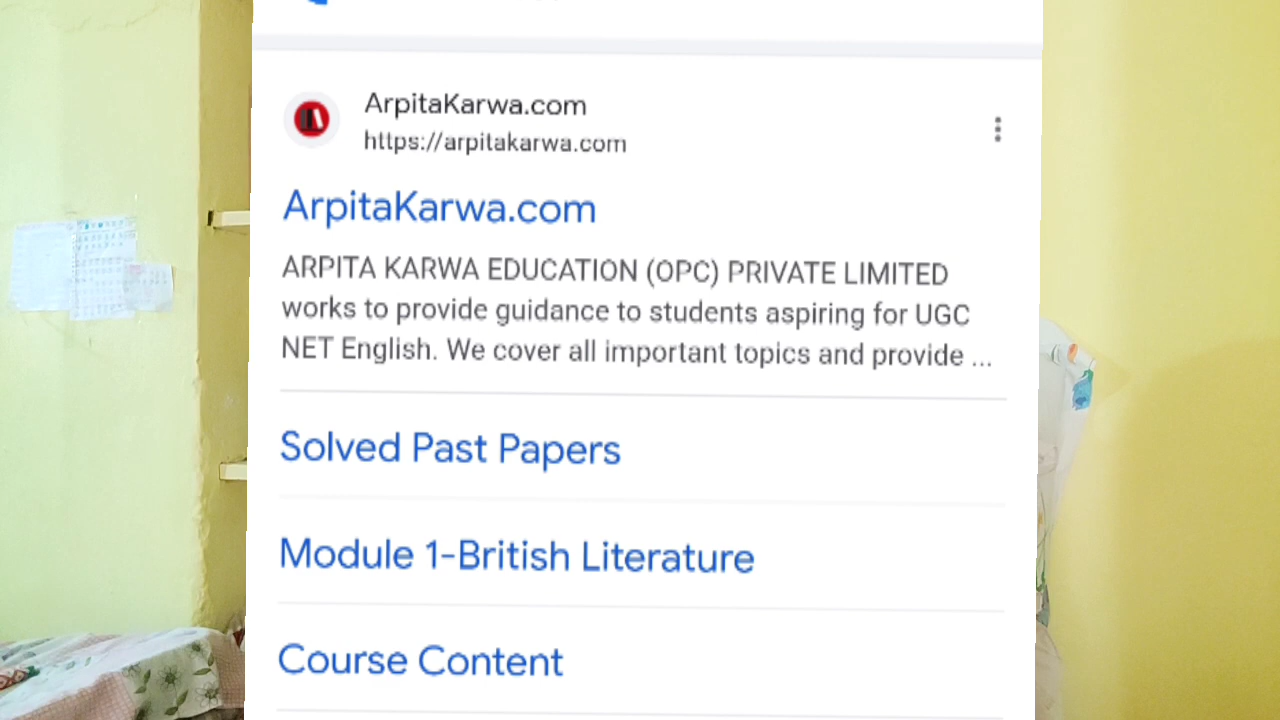 ArpitaKarwa.com
https://arpitakarwa.com
ArpitaKarwa.com
ARPITA KARWA EDUCATION (OPC) PRIVATE LIMITED
works to provide guidance to students aspiring for UGC
NET English. We cover all important topics and provide ...
Solved Past Papers
Module 1-British Literature
Course Content